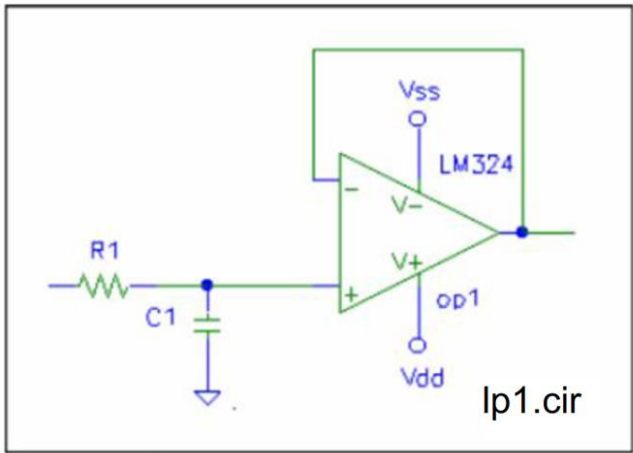 Vss
LM324
-
V-
R1
V+
+
op1
C1
Vdd
lp1.cir